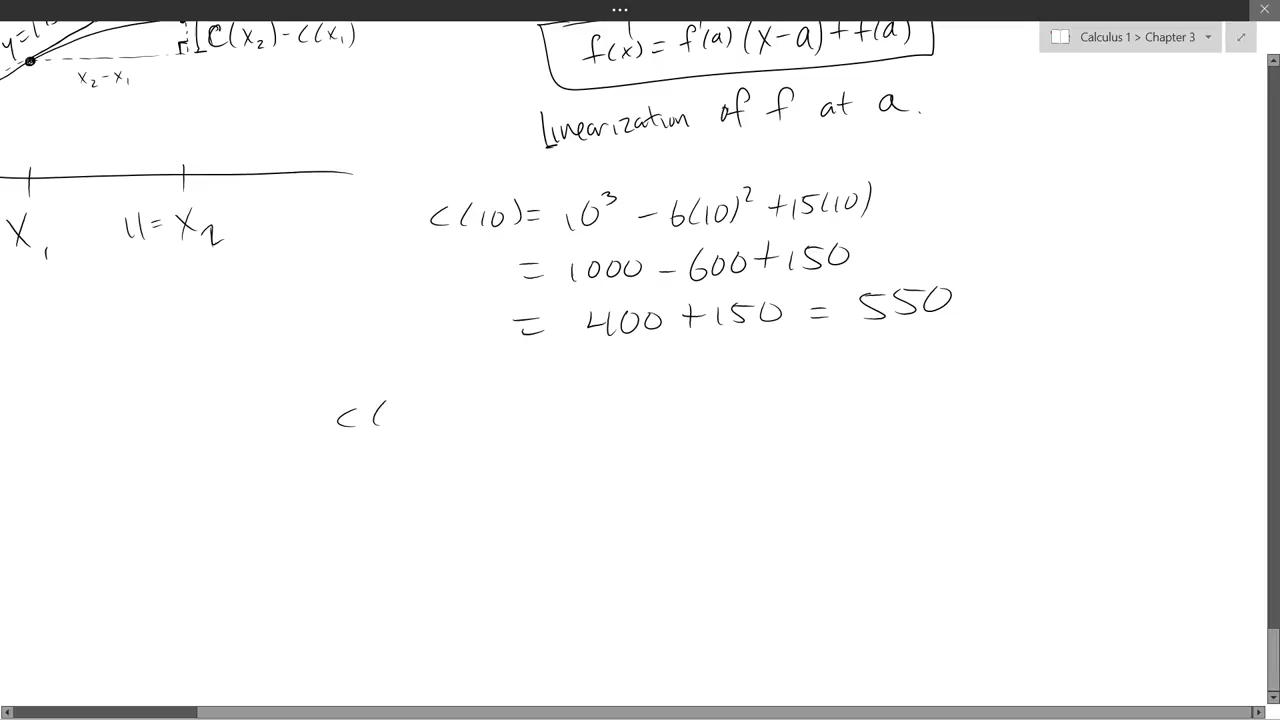 Calculus 1 > Chapter 3
C(x₂) - C(x₁)
x₂ - x₁
x₁
11 = x₂
f(x) = f'(a) (x-a) + f(a)
Linearization of f at a.
C(10) = 10³ - 6(10)² + 15(10)
= 1000 - 600 + 150
= 400 + 150 = 550
C(